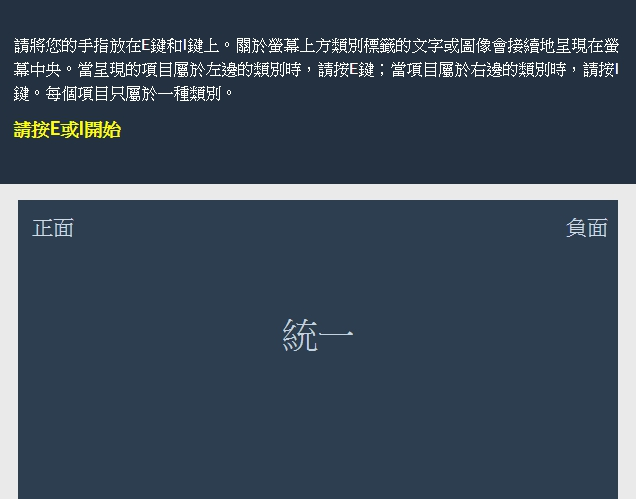 請將您的手指放在E鍵和I鍵上。關於螢幕上方類別標籤的文字或圖像會接續地呈現在螢
幕中央。當呈現的項目屬於左邊的類別時，請按E鍵；當項目屬於右邊的類別時，請按I
鍵。每個項目只屬於一種類別。
請按E或I開始
正面 負面
統一